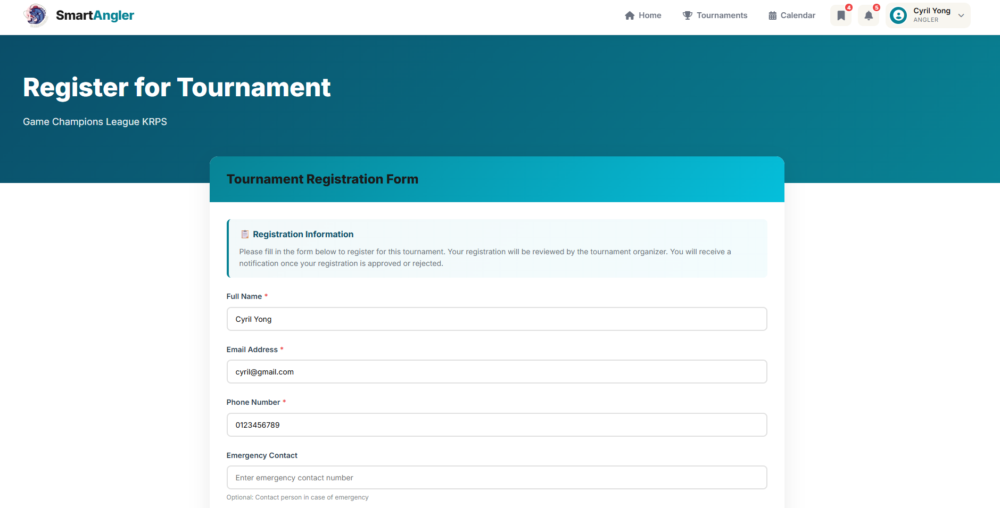 SmartAngler
Home
Tournaments
Calendar
4
5
Cyril Yong
ANGLER
Register for Tournament
Game Champions League KRPS
Tournament Registration Form
Registration Information
Please fill in the form below to register for this tournament. Your registration will be reviewed by the tournament organizer. You will receive a
notification once your registration is approved or rejected.
Full Name *
Cyril Yong
Email Address *
cyril@gmail.com
Phone Number *
0123456789
Emergency Contact
Enter emergency contact number
Optional: Contact person in case of emergency